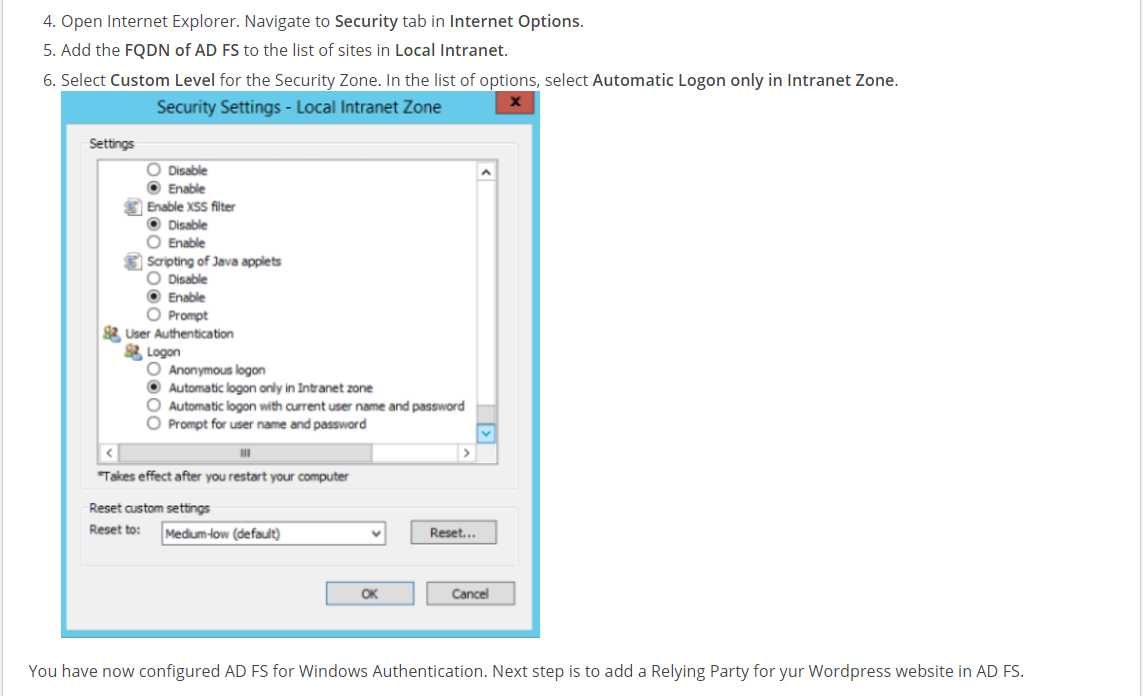 4. Open Internet Explorer. Navigate to Security tab in Internet Options.
5. Add the FQDN of AD FS to the list of sites in Local Intranet.
6. Select Custom Level for the Security Zone. In the list of options, select Automatic Logon only in Intranet Zone.
Security Settings - Local Intranet Zone
x
Settings
Disable
Enable
Enable XSS filter
Disable
Enable
Scripting of Java applets
Disable
Enable
Prompt
User Authentication
Logon
Anonymous logon
Automatic logon only in Intranet zone
Automatic logon with current user name and password
Prompt for user name and password
*Takes effect after you restart your computer
Reset custom settings
Reset to: Medium-low (default) Reset...
OK Cancel
You have now configured AD FS for Windows Authentication. Next step is to add a Relying Party for yur Wordpress website in AD FS.